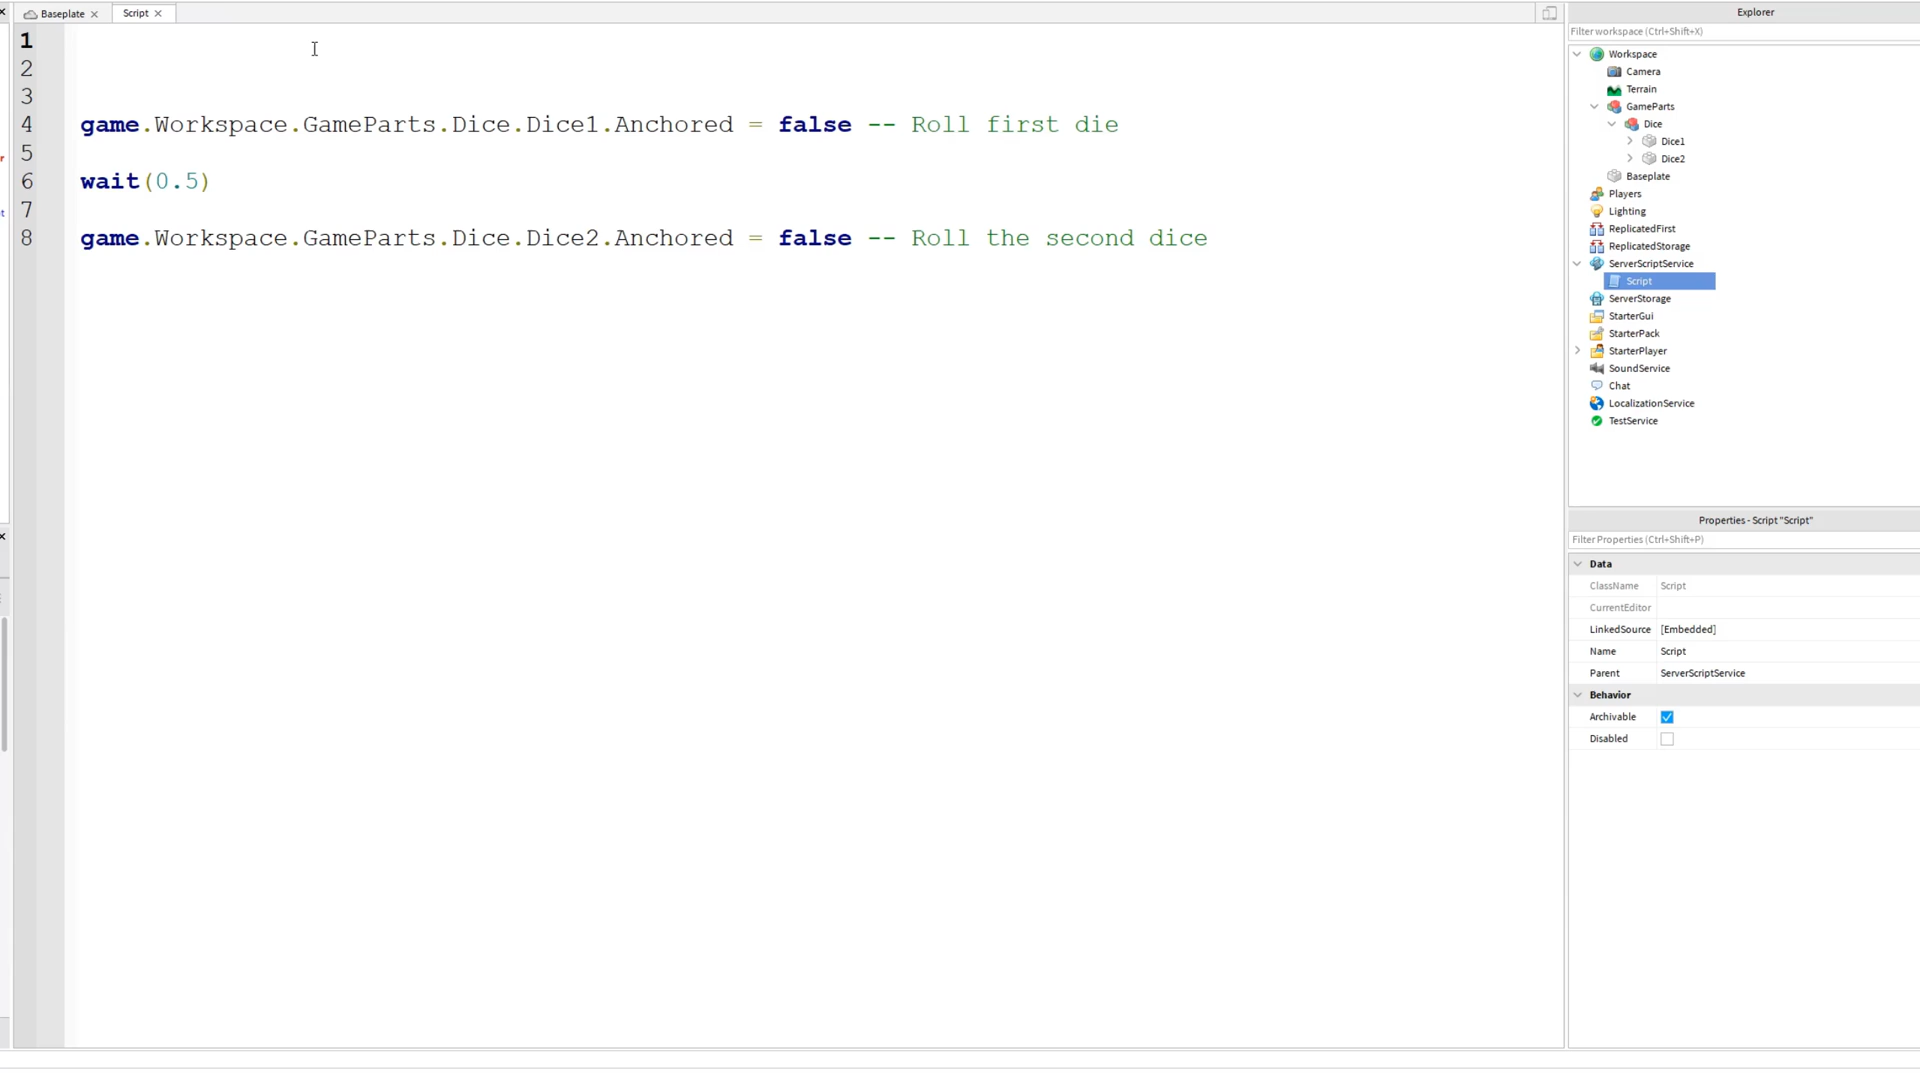 Baseplate
Script
Explorer
Filter workspace (Ctrl+Shift+X)
1
2
3
4 game.Workspace.GameParts.Dice.Dice1.Anchored = false -- Roll first die
5
6 wait(0.5)
7
8 game.Workspace.GameParts.Dice.Dice2.Anchored = false -- Roll the second dice
Workspace
Camera
Terrain
GameParts
Dice
Dice1
Dice2
Baseplate
Players
Lighting
ReplicatedFirst
ReplicatedStorage
ServerScriptService
Script
ServerStorage
StarterGui
StarterPack
StarterPlayer
SoundService
Chat
LocalizationService
TestService
Properties - Script "Script"
Filter Properties (Ctrl+Shift+P)
Data
ClassName Script
CurrentEditor
LinkedSource [Embedded]
Name Script
Parent ServerScriptService
Behavior
Archivable
Disabled